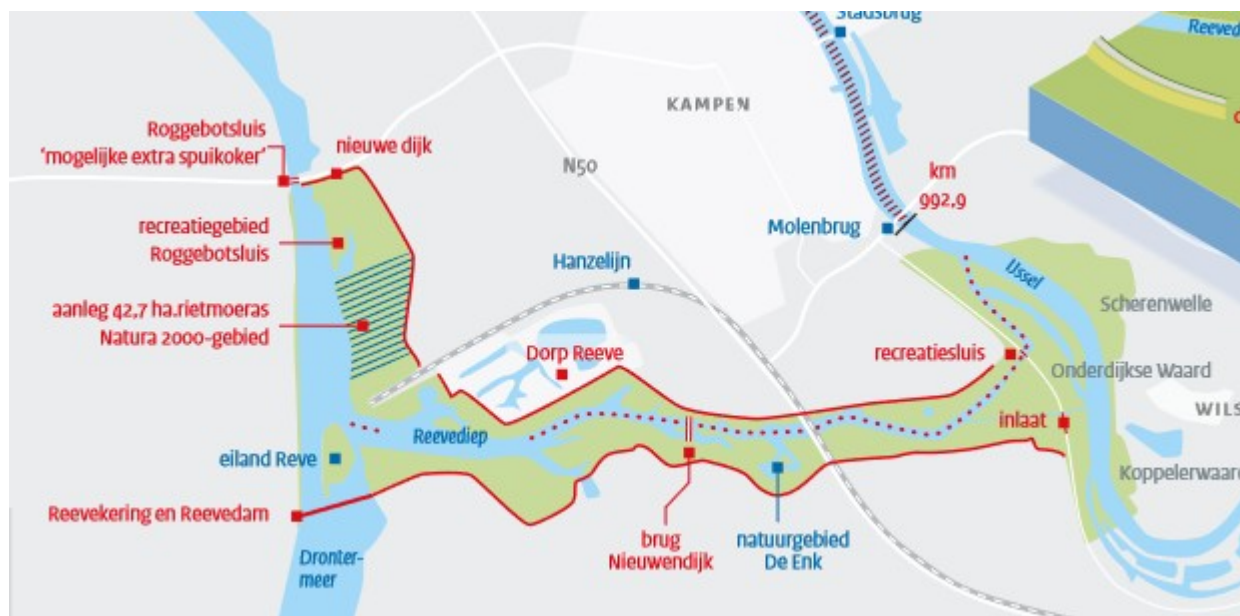 Stadsbrug
Reeved
KAMPEN
Roggebotsluis
‘mogelijke extra spuikoker’
nieuwe dijk
N50
km
992,9
Molenbrug
recreatiegebied
Roggebotsluis
Hanzelijn
IJssel
Scherenwelle
aanleg 42,7 ha.rietmoeras
Natura 2000-gebied
Dorp Reeve
recreatiesluis
Onderdijkse Waard
WILS
inlaat
Reevediep
eiland Reve
Koppelerwaard
Reevekering en Reevedam
brug
Nieuwendijk
natuurgebied
De Enk
Dronter-
meer